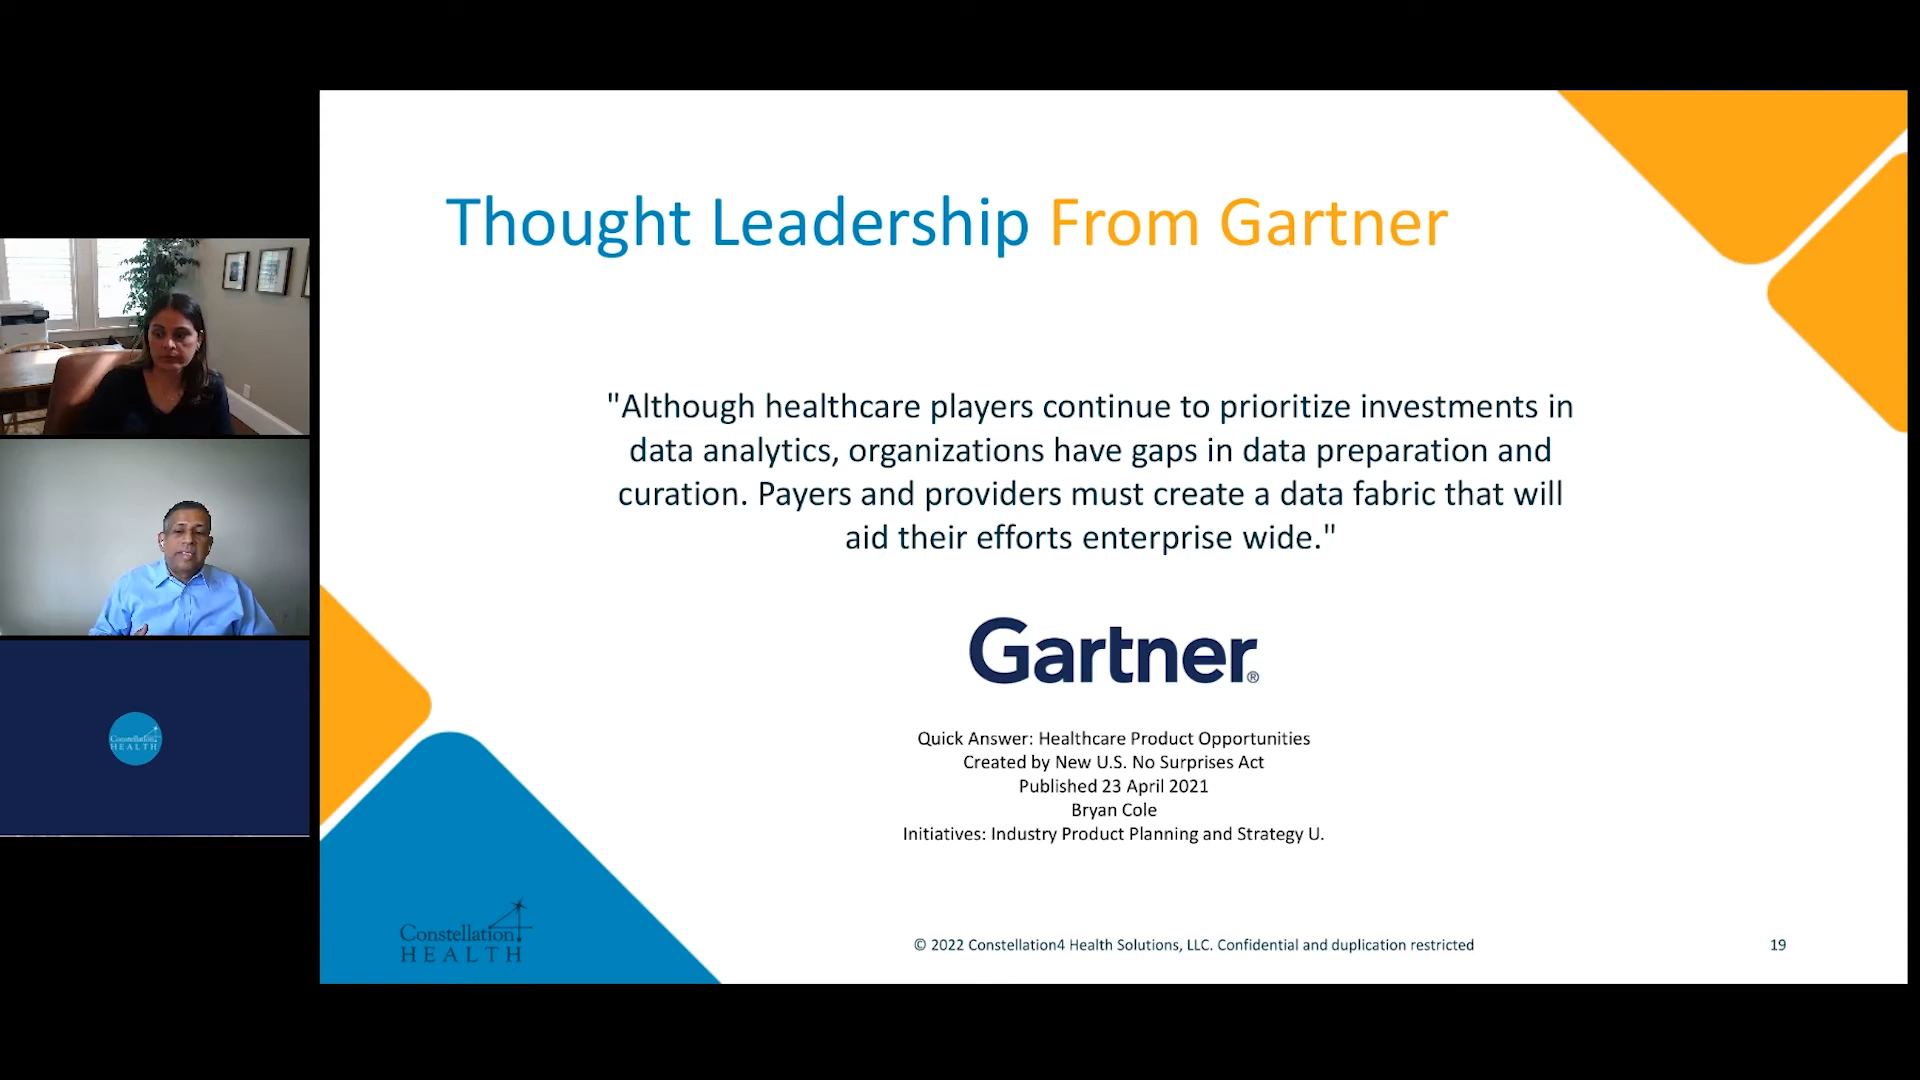 Thought Leadership From Gartner
"Although healthcare players continue to prioritize investments in
data analytics, organizations have gaps in data preparation and
curation. Payers and providers must create a data fabric that will
aid their efforts enterprise wide."
Gartner®
Quick Answer: Healthcare Product Opportunities
Created by New U.S. No Surprises Act
Published 23 April 2021
Bryan Cole
Initiatives: Industry Product Planning and Strategy U.
Constellation4
HEALTH
© 2022 Constellation4 Health Solutions, LLC. Confidential and duplication restricted
19
Constellation4
HEALTH